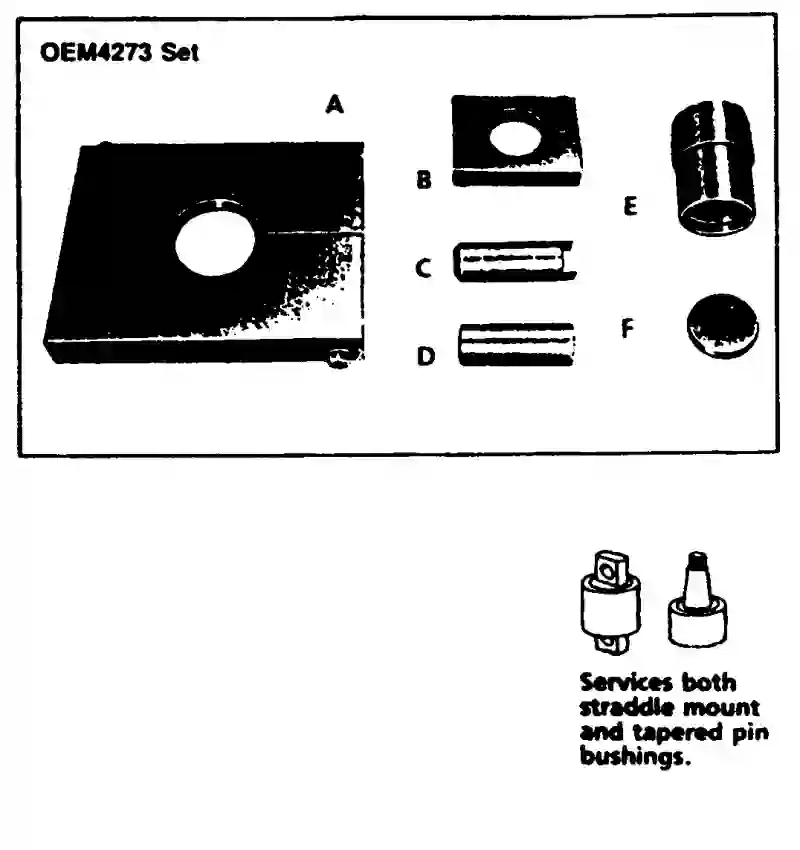 OEM4273 Set
A
B
C
D
E
F
Services both
straddle mount
and tapered pin
bushings.